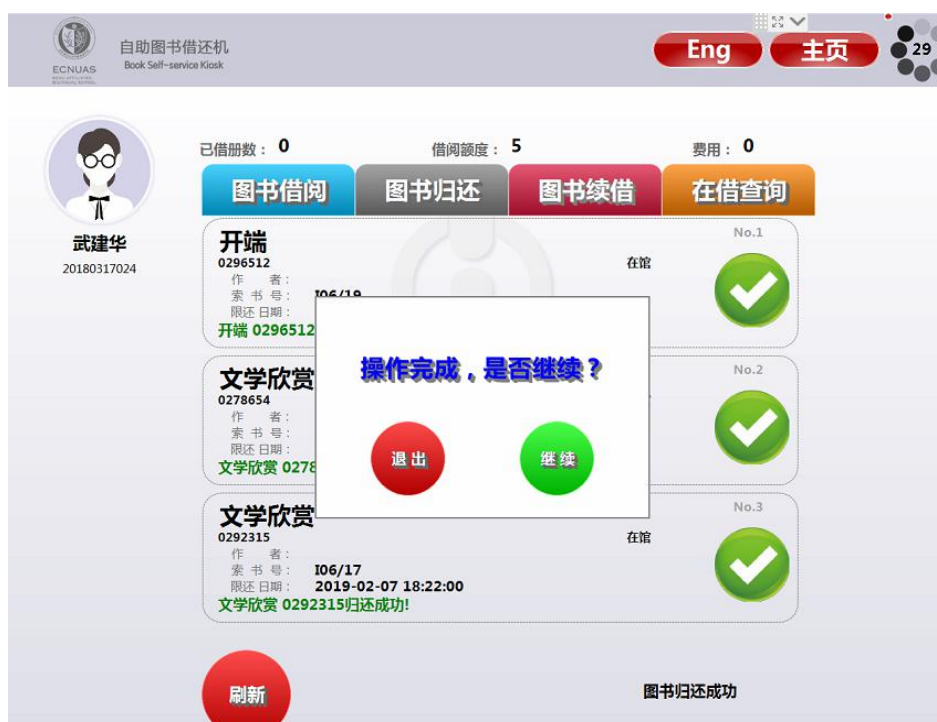 ECNUAS
自助图书借还机
Book Self-service Kiosk
Eng
主页
29
已借册数： 0
借阅额度： 5
费用： 0
图书借阅
图书归还
图书续借
在借查询
武建华
20180317024
开端
No.1
0296512
在馆
作 者：
索 书 号： I06/19
限还日期：
开端 0296512
文学欣赏
No.2
0278654
作 者：
索 书 号：
限还日期：
文学欣赏 0278
操作完成，是否继续？
退出
继续
文学欣赏
No.3
0292315
在馆
作 者：
索 书 号： I06/17
限还日期： 2019-02-07 18:22:00
文学欣赏 0292315归还成功!
刷新
图书归还成功